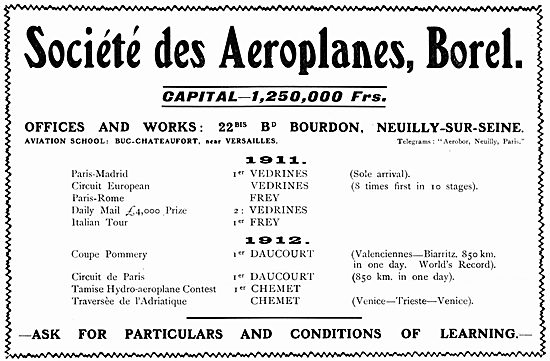 Société des Aeroplanes, Borel.
CAPITAL—1,250,000 Frs.
OFFICES AND WORKS: 22BIS BD BOURDON, NEUILLY-SUR-SEINE.
AVIATION SCHOOL: BUC-CHATEAUFORT, near VERSAILLES. Telegrams: "Aerobor, Neuilly, Paris."
1911.
Paris-Madrid 1er VEDRINES (Sole arrival).
Circuit European VEDRINES (8 times first in 10 stages).
Paris-Rome FREY
Daily Mail £4,000 Prize 2: VEDRINES
Italian Tour 1er FREY
1912.
Coupe Pommery 1er DAUCOURT (Valenciennes—Biarritz, 850 km.
in one day. World's Record).
Circuit de Paris 1er DAUCOURT (850 km. in one day).
Tamise Hydro-aeroplane Contest 1er CHEMET
Traversèe de l'Adriatique CHEMET (Venice—Trieste—Venice).
—ASK FOR PARTICULARS AND CONDITIONS OF LEARNING.—